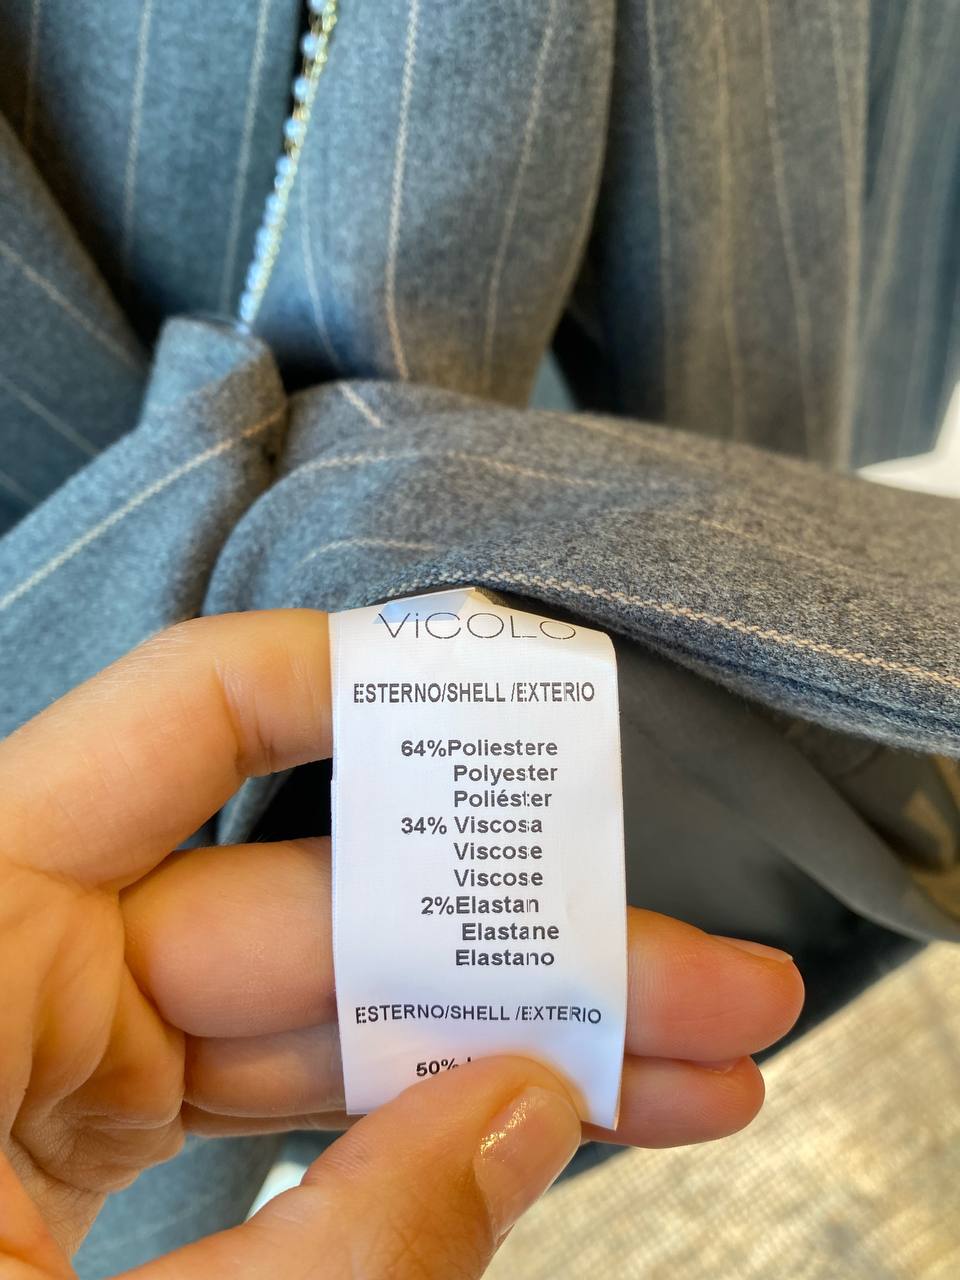 ViCOLO
ESTERNO/SHELL /EXTERIO
64%Poliestere
Polyester
Poliéster
34% Viscosa
Viscose
Viscose
2%Elastan
Elastane
Elastano
ESTERNO/SHELL /EXTERIO
50%